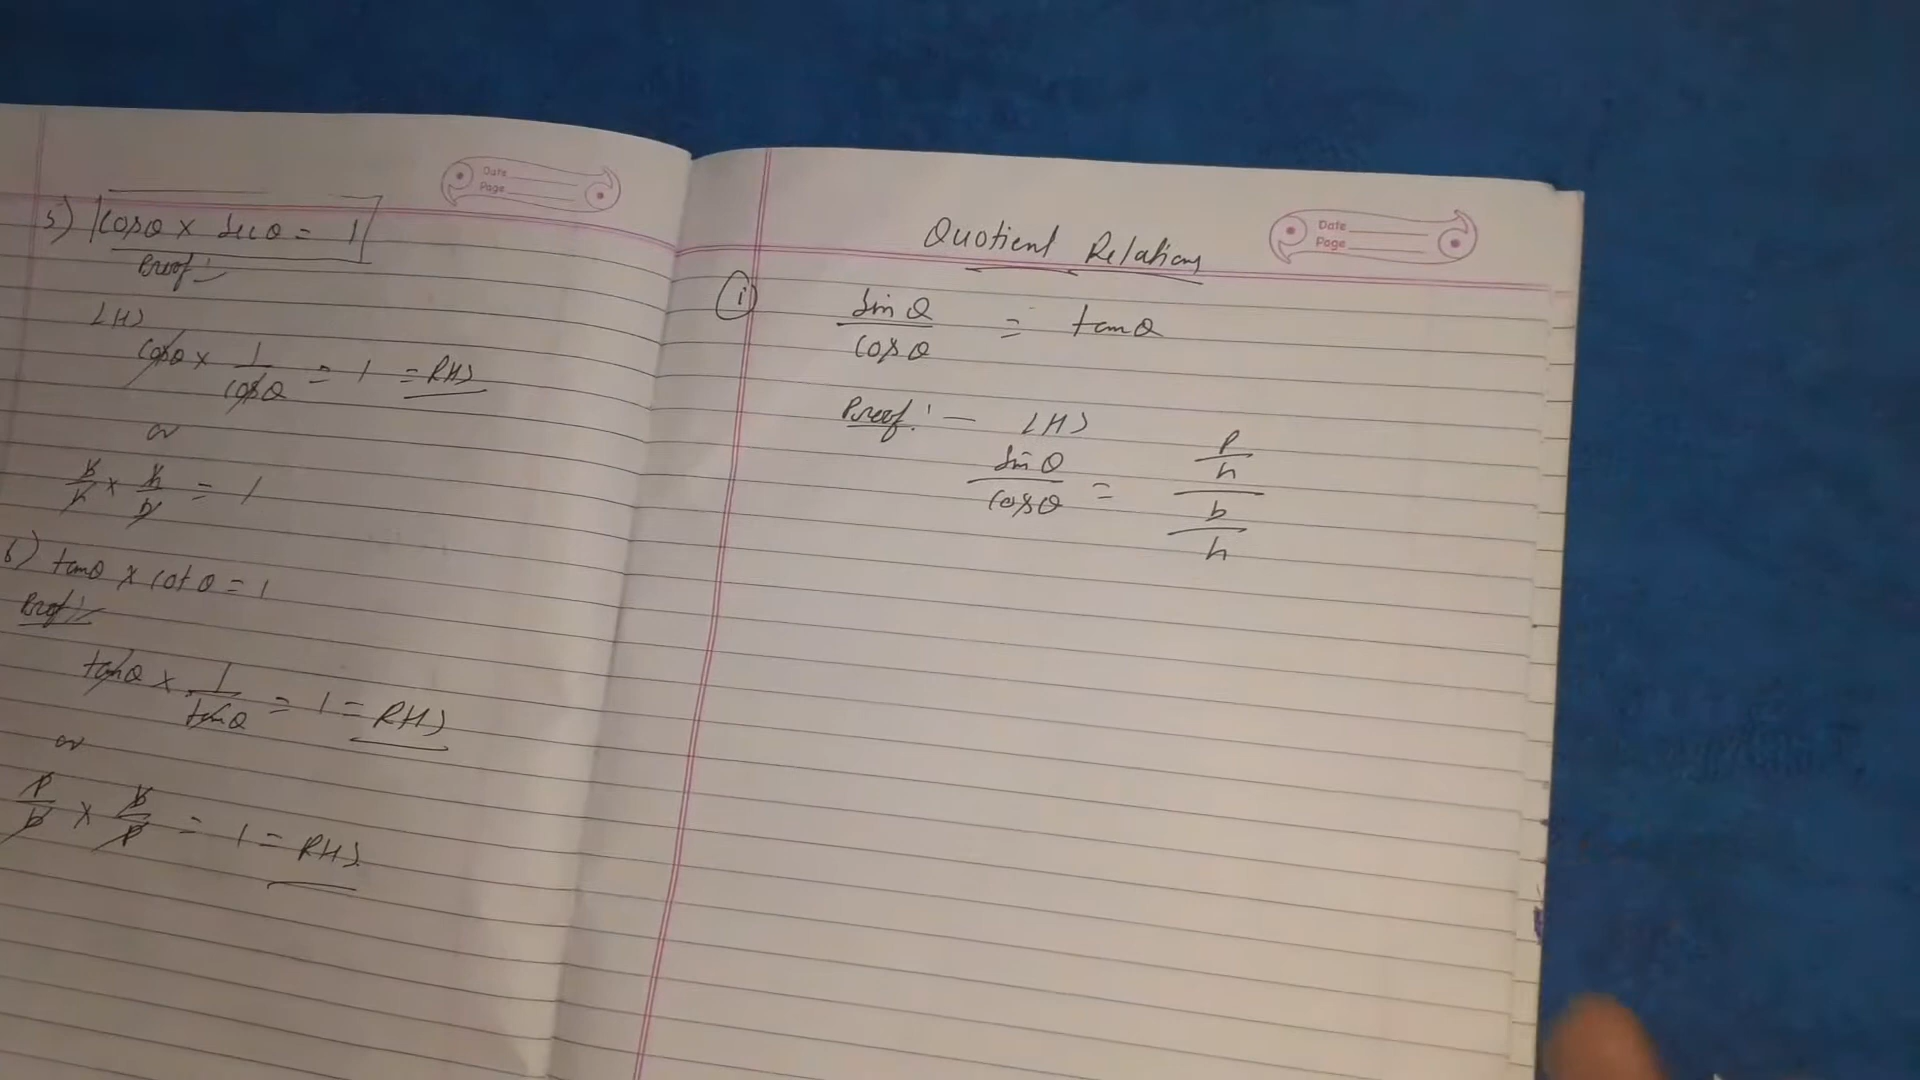 Date
Page
5) cosθ × secθ = 1
Proof:-
LHS
cosθ × 1/cosθ = 1 = RHS
or
b/h × h/b = 1
6) tanθ × cotθ = 1
Proof:-
tanθ × 1/tanθ = 1 = RHS
or
p/b × b/p = 1 = RHS
Date
Page
Quotient Relations
(i) sinθ/cosθ = tanθ
Proof:- LHS
sinθ/cosθ = p/h / b/h